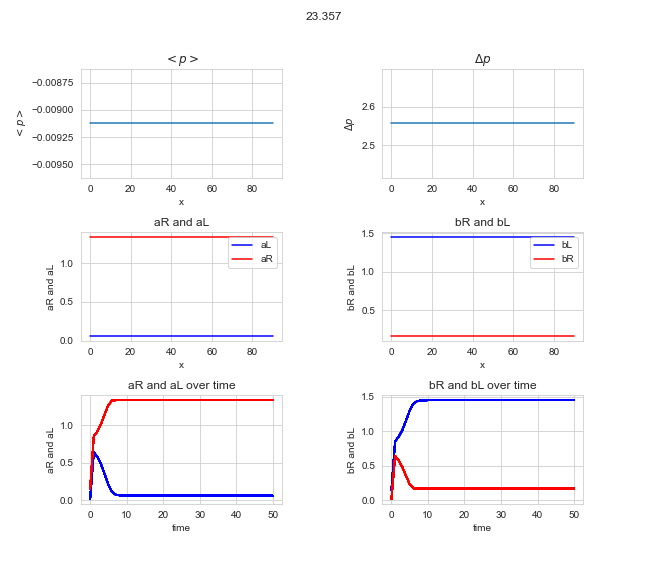 23.357
< p >
Δp
−0.00875
−0.00900
−0.00925
−0.00950
< p >
0 20 40 60 80
x
2.6
2.5
Δp
0 20 40 60 80
x
aR and aL
bR and bL
1.0
0.5
0.0
aR and aL
aL
aR
0 20 40 60 80
x
1.5
1.0
0.5
bR and bL
bL
bR
0 20 40 60 80
x
aR and aL over time
bR and bL over time
1.0
0.5
0.0
aR and aL
0 10 20 30 40 50
time
1.5
1.0
0.5
0.0
bR and bL
0 10 20 30 40 50
time